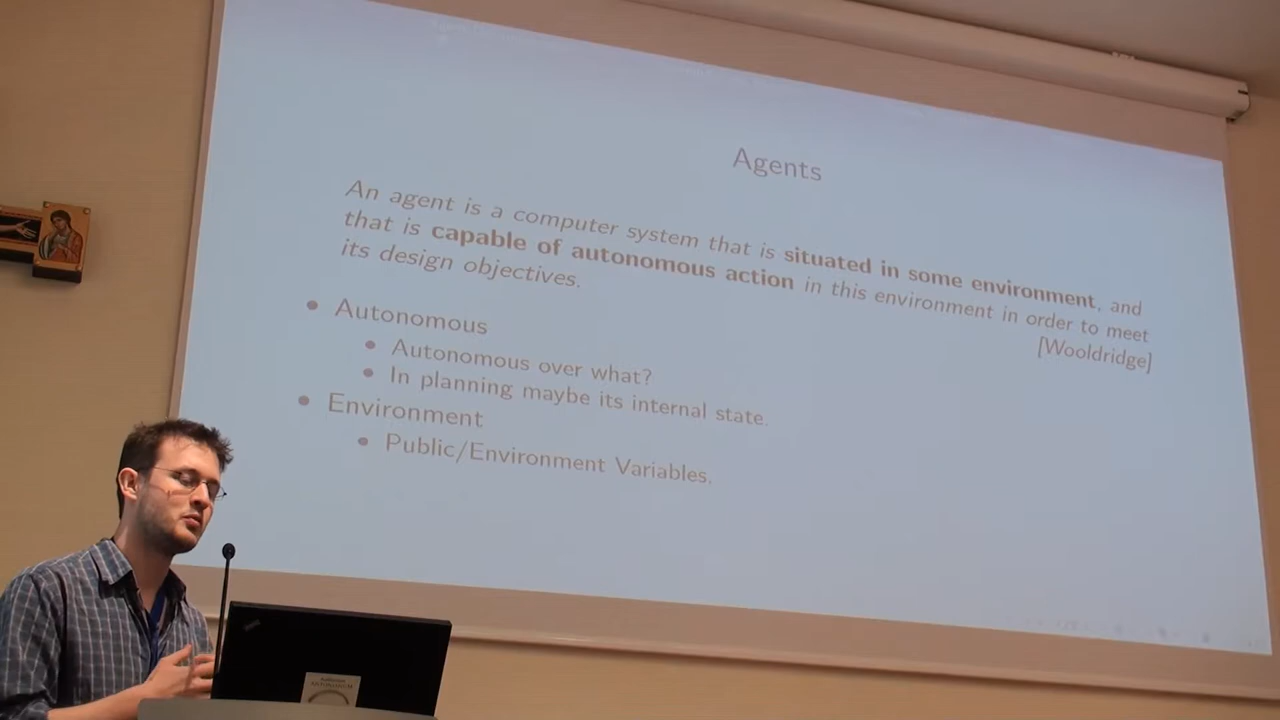 Agents
An agent is a computer system that is situated in some environment, and
that is capable of autonomous action in this environment in order to meet
its design objectives.
[Wooldridge]
• Autonomous
• Autonomous over what?
• In planning maybe its internal state.
• Environment
• Public/Environment Variables.